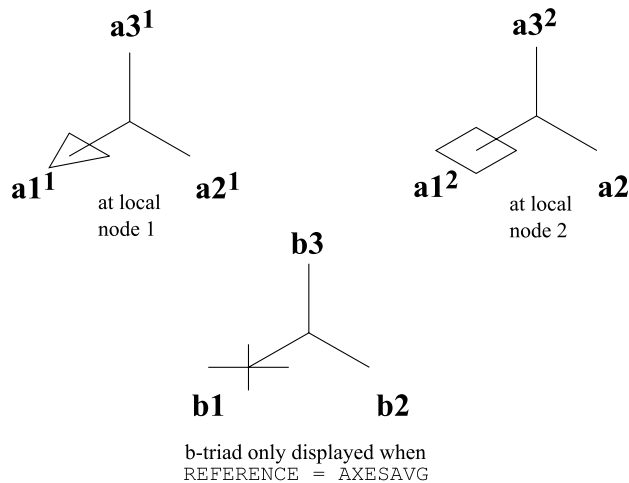 a3¹
a1¹
at local
node 1
a2¹
a3²
a1²
at local
node 2
a2
b3
b1
b2
b-triad only displayed when
REFERENCE = AXESAVG